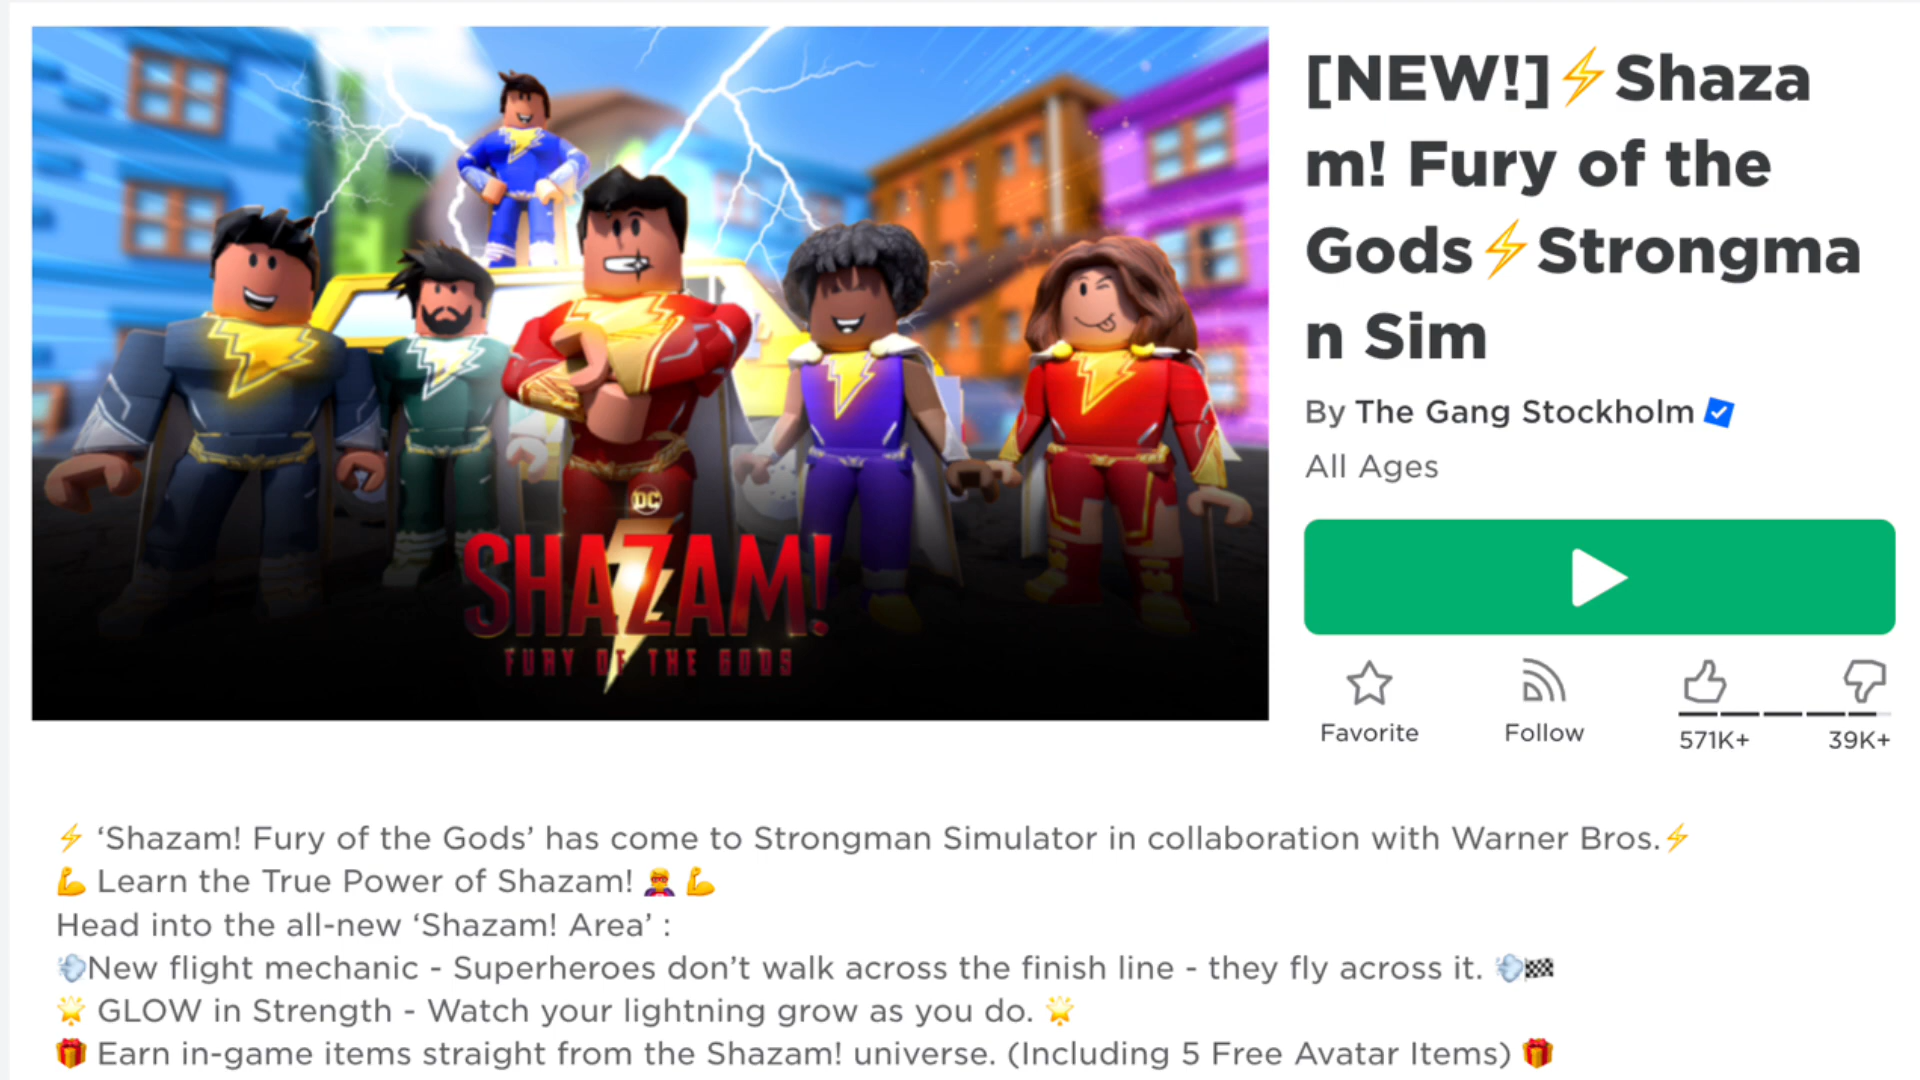 [NEW!]⚡Shaza
m! Fury of the
Gods⚡Strongma
n Sim
By The Gang Stockholm
All Ages
Favorite
Follow
571K+
39K+
DC
SHAZAM!
FURY OF THE GODS
⚡ ‘Shazam! Fury of the Gods’ has come to Strongman Simulator in collaboration with Warner Bros.⚡
💪 Learn the True Power of Shazam! 🦸‍♂️ 💪
Head into the all-new ‘Shazam! Area’ :
💨New flight mechanic - Superheroes don’t walk across the finish line - they fly across it. 💨🏁
🌟 GLOW in Strength - Watch your lightning grow as you do. 🌟
🎁 Earn in-game items straight from the Shazam! universe. (Including 5 Free Avatar Items) 🎁